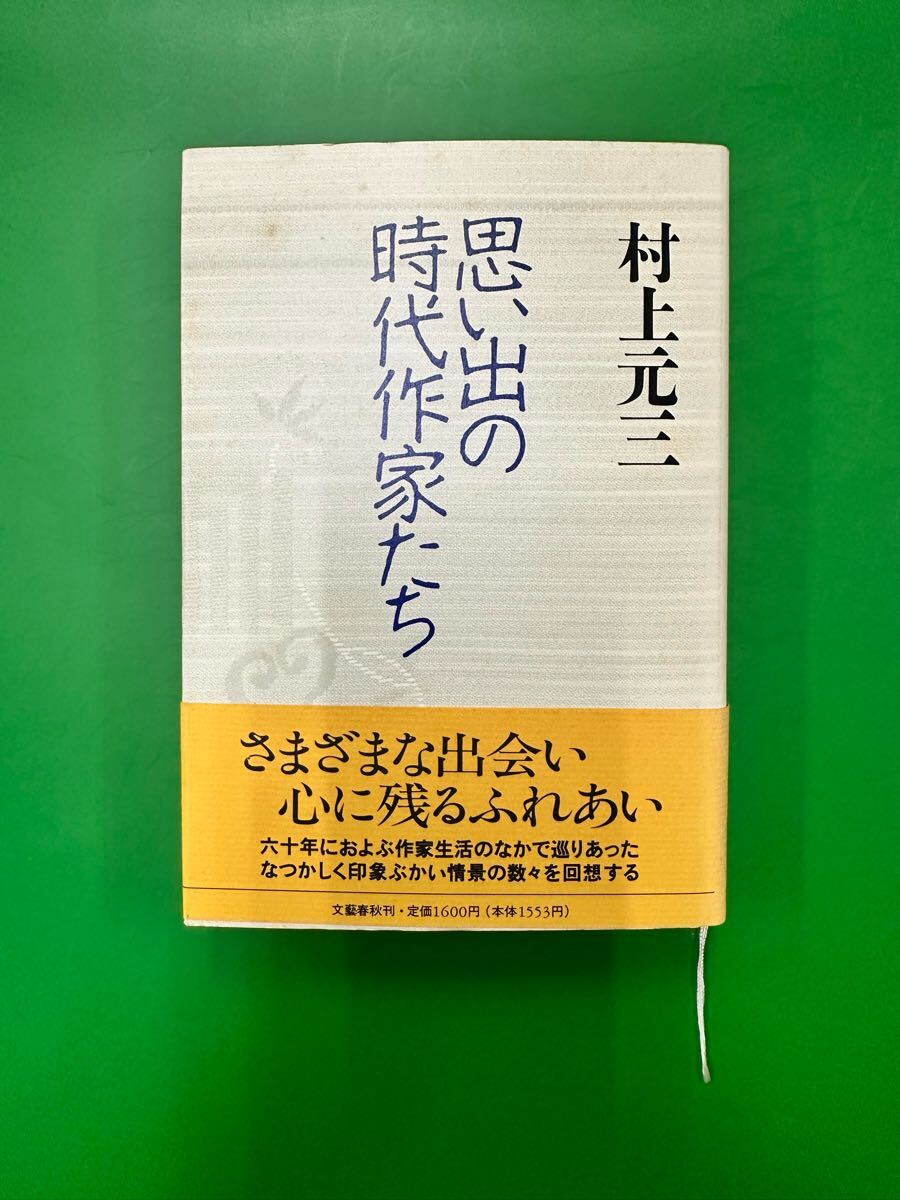 村上元三
思い出の
時代作家たち
さまざまな出会い
心に残るふれあい
六十年におよぶ作家生活のなかで巡りあった
なつかしく印象ぶかい情景の数々を回想する
文藝春秋刊・定価1600円(本体1553円)